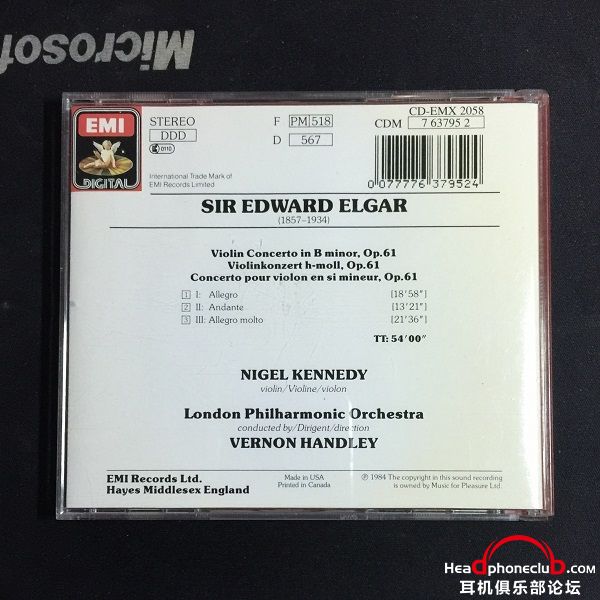 Microsof
EMI
DIGITAL
STEREO
DDD
0110
F PM 518
D 567
CD-EMX 2058
CDM 7 63795 2
0 077776 379524
International Trade Mark of
EMI Records Limited
SIR EDWARD ELGAR
(1857–1934)
Violin Concerto in B minor, Op.61
Violinkonzert h-moll, Op.61
Concerto pour violon en si mineur, Op.61
1 I: Allegro [18'58"]
2 II: Andante [13'21"]
3 III: Allegro molto [21'36"]
TT: 54'00"
NIGEL KENNEDY
violin/Violine/violon
London Philharmonic Orchestra
conducted by/Dirigent/direction
VERNON HANDLEY
EMI Records Ltd.
Hayes Middlesex England
Made in USA
Printed in Canada
℗ 1984 The copyright in this sound recording
is owned by Music for Pleasure Ltd.
Headphoneclub.com
耳机俱乐部论坛